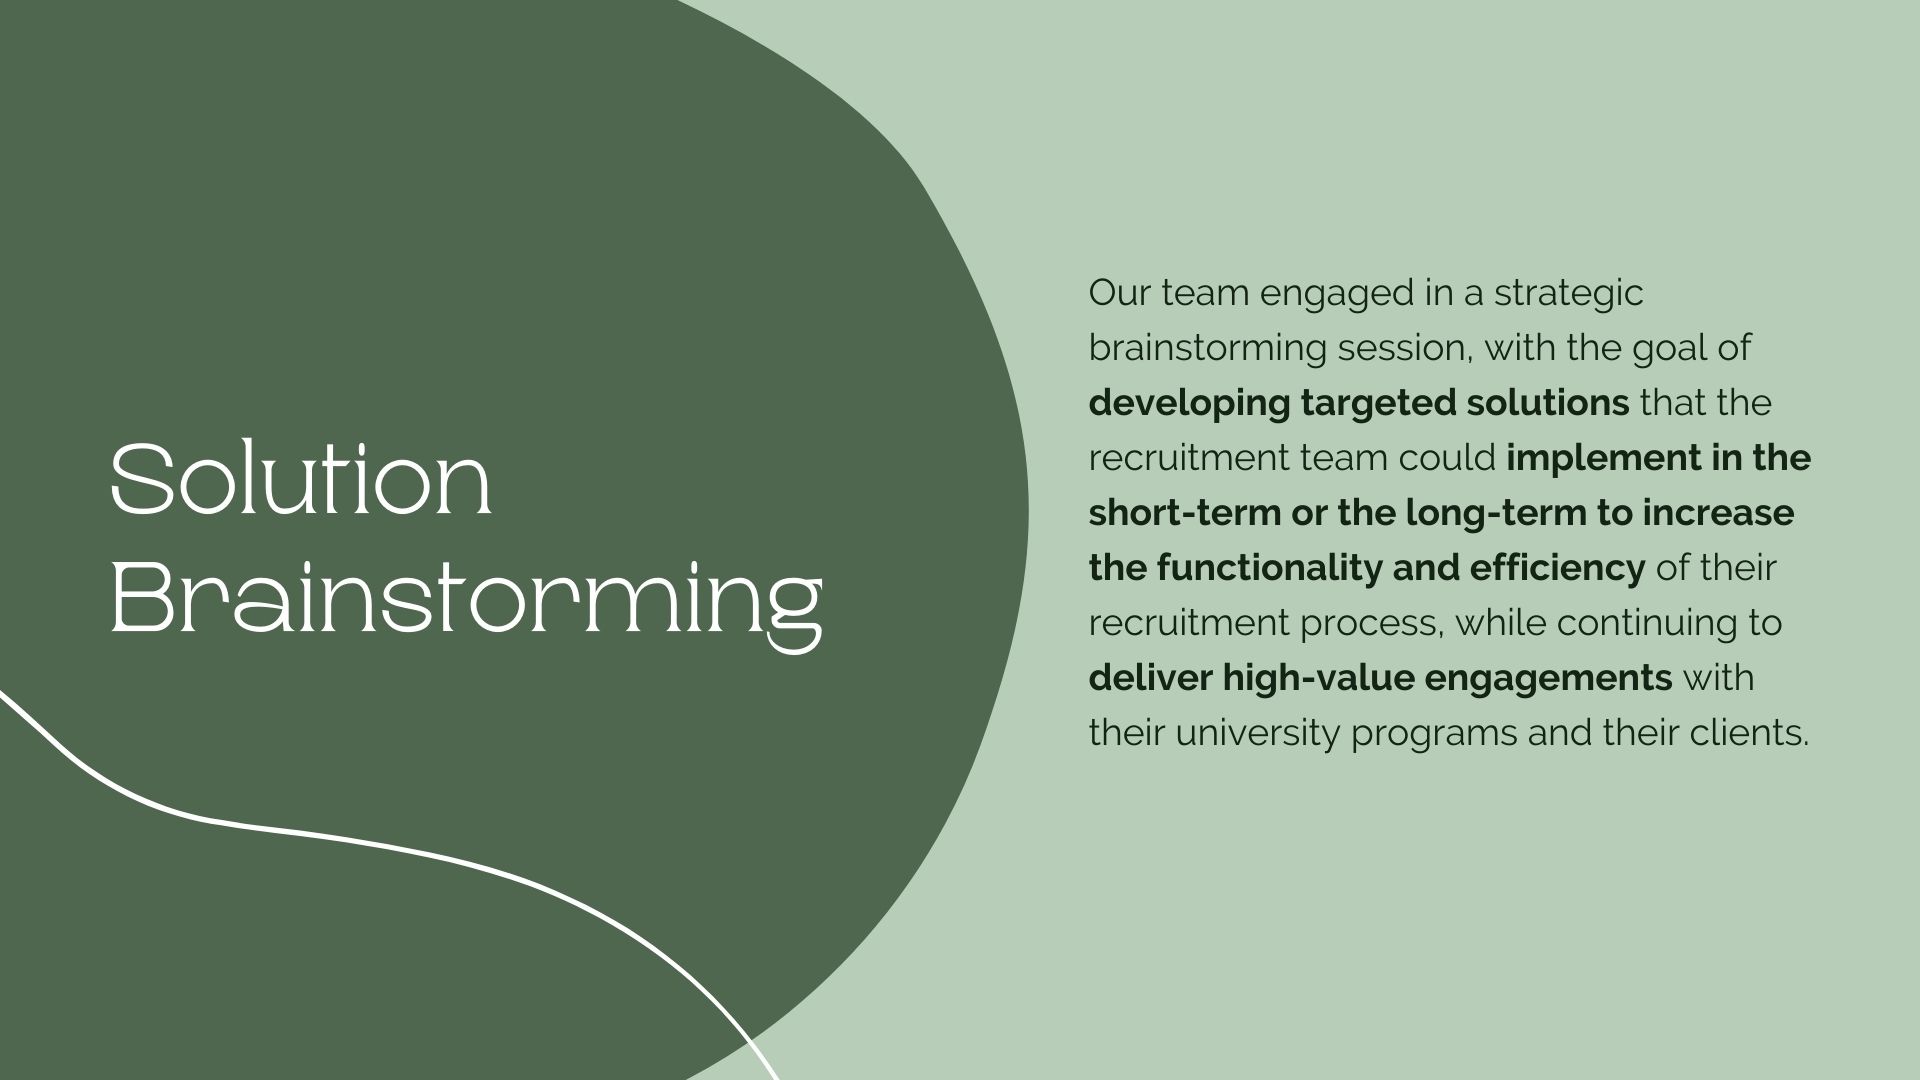 Solution
Brainstorming
Our team engaged in a strategic
brainstorming session, with the goal of
developing targeted solutions that the
recruitment team could implement in the
short-term or the long-term to increase
the functionality and efficiency of their
recruitment process, while continuing to
deliver high-value engagements with
their university programs and their clients.